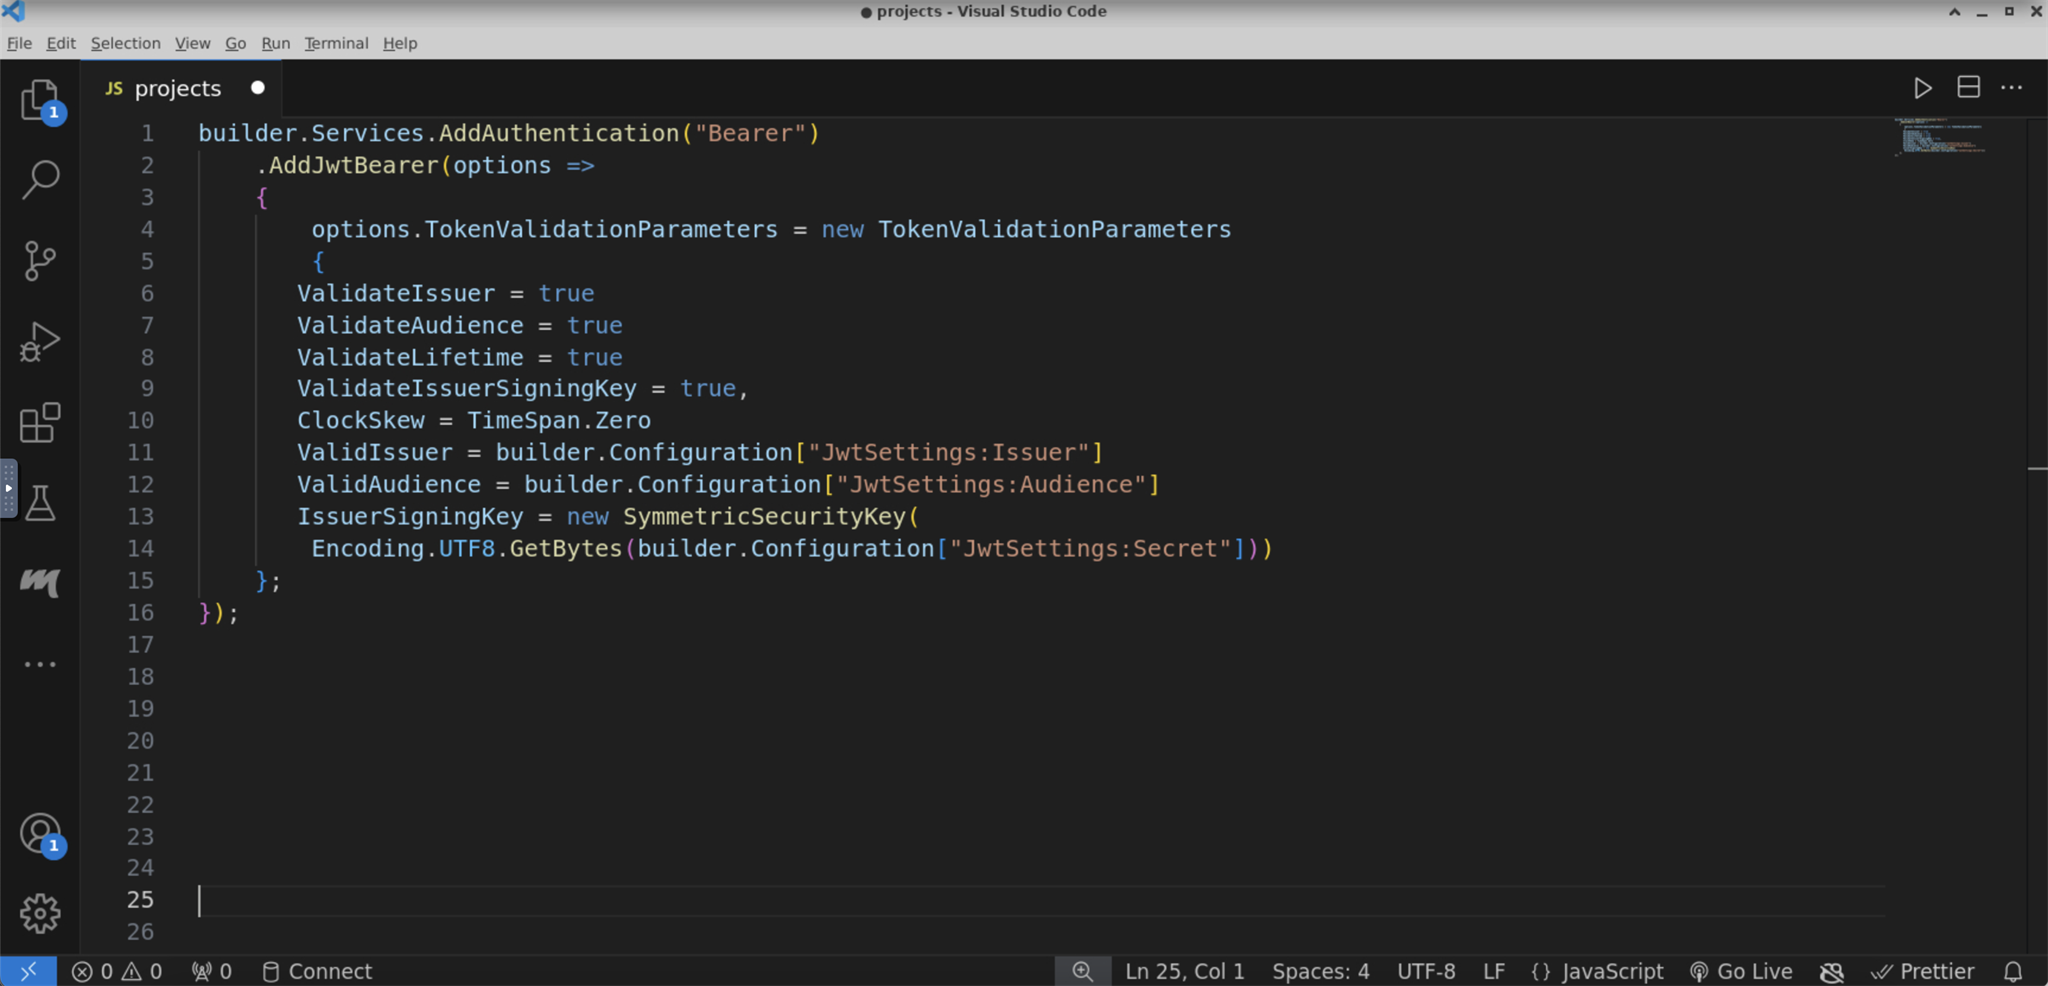 ● projects - Visual Studio Code
File Edit Selection View Go Run Terminal Help
JS projects
1 builder.Services.AddAuthentication("Bearer")
2 .AddJwtBearer(options =>
3 {
4 options.TokenValidationParameters = new TokenValidationParameters
5 {
6 ValidateIssuer = true
7 ValidateAudience = true
8 ValidateLifetime = true
9 ValidateIssuerSigningKey = true,
10 ClockSkew = TimeSpan.Zero
11 ValidIssuer = builder.Configuration["JwtSettings:Issuer"]
12 ValidAudience = builder.Configuration["JwtSettings:Audience"]
13 IssuerSigningKey = new SymmetricSecurityKey(
14 Encoding.UTF8.GetBytes(builder.Configuration["JwtSettings:Secret"]))
15 };
16 });
17
18
19
20
21
22
23
24
25
26
1
1
0 0 0 Connect Ln 25, Col 1 Spaces: 4 UTF-8 LF {} JavaScript Go Live Prettier